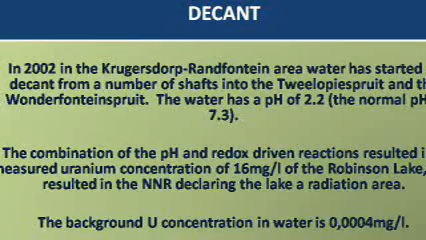 DECANT
In 2002 in the Krugersdorp-Randfontein area water has started
decant from a number of shafts into the Tweelopiespruit and
Wonderfonteinspruit. The water has a pH of 2.2 (the normal pH
7.3).
The combination of the pH and redox driven reactions resulted
measured uranium concentration of 16mg/l of the Robinson Lake,
resulted in the NNR declaring the lake a radiation area.
The background U concentration in water is 0,0004mg/l.